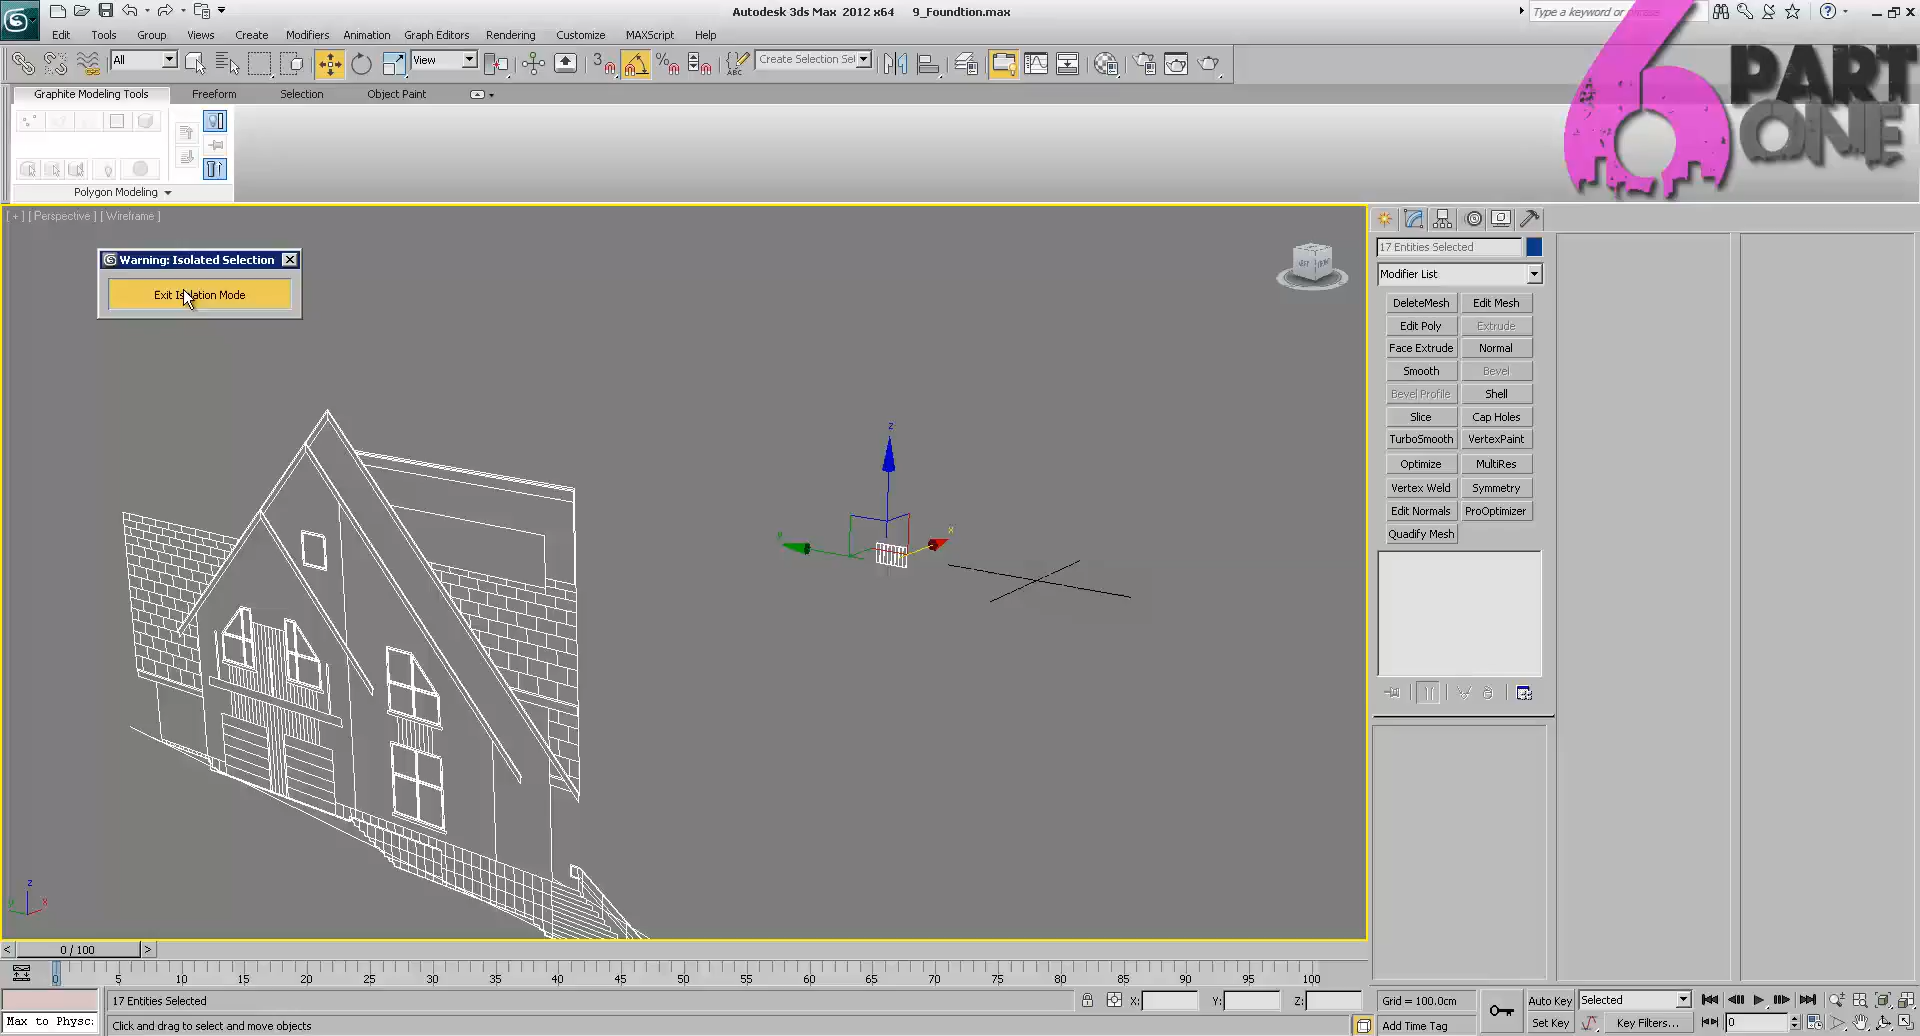 Autodesk 3ds Max 2012 x64 9_Foundtion.max
Type a keyword or phrase
Edit Tools Group Views Create Modifiers Animation Graph Editors Rendering Customize MAXScript Help
All View Create Selection Se
Graphite Modeling Tools Freeform Selection Object Paint
Polygon Modeling
6 PART ONE
[ + ] [ Perspective ] [ Wireframe ]
Warning: Isolated Selection
Exit Isolation Mode
17 Entities Selected
Modifier List
DeleteMesh Edit Mesh
Edit Poly Extrude
Face Extrude Normal
Smooth Bevel
Bevel Profile Shell
Slice Cap Holes
TurboSmooth VertexPaint
Optimize MultiRes
Vertex Weld Symmetry
Edit Normals ProOptimizer
Quadify Mesh
z
x
y
z
x
y
< 0 / 100 >
0 5 10 15 20 25 30 35 40 45 50 55 60 65 70 75 80 85 90 95 100
17 Entities Selected X: Y: Z: Grid = 100.0cm Auto Key Selected
Max to Physc: Click and drag to select and move objects Add Time Tag Set Key Key Filters... 0